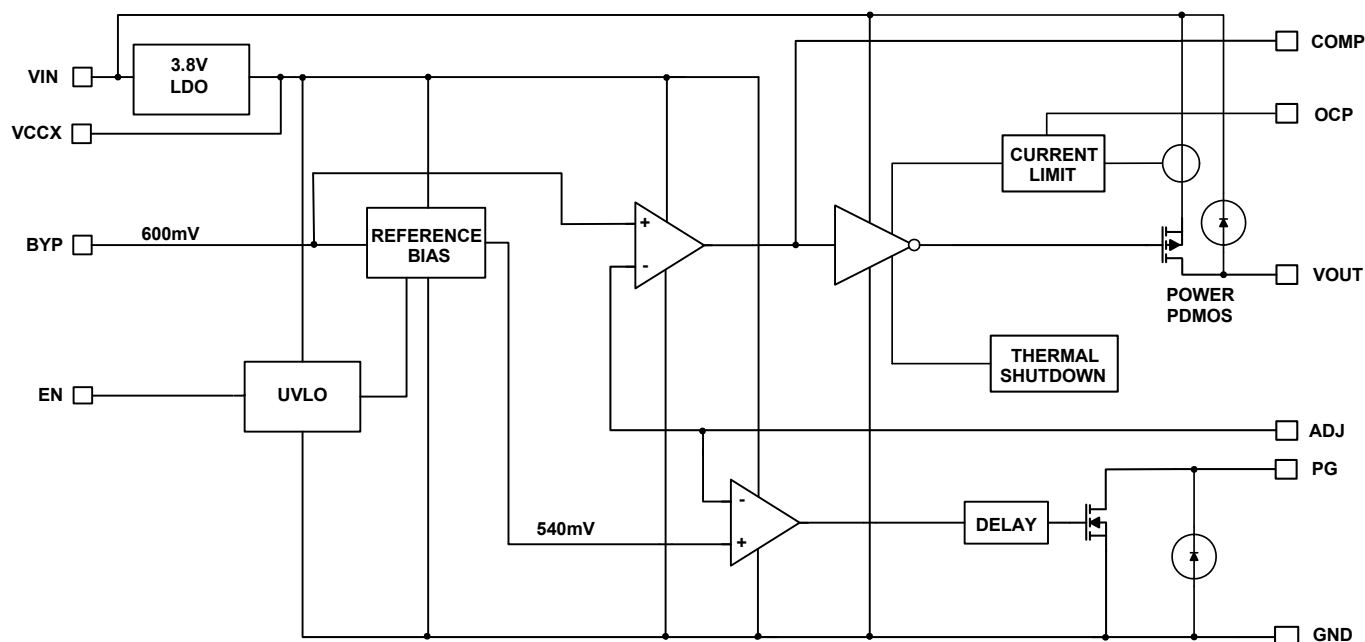 COMP
VIN
3.8V
LDO
OCP
VCCX
CURRENT
LIMIT
BYP
600mV
REFERENCE
BIAS
+
-
VOUT
POWER
PDMOS
THERMAL
SHUTDOWN
EN
UVLO
ADJ
PG
-
540mV
+
DELAY
GND